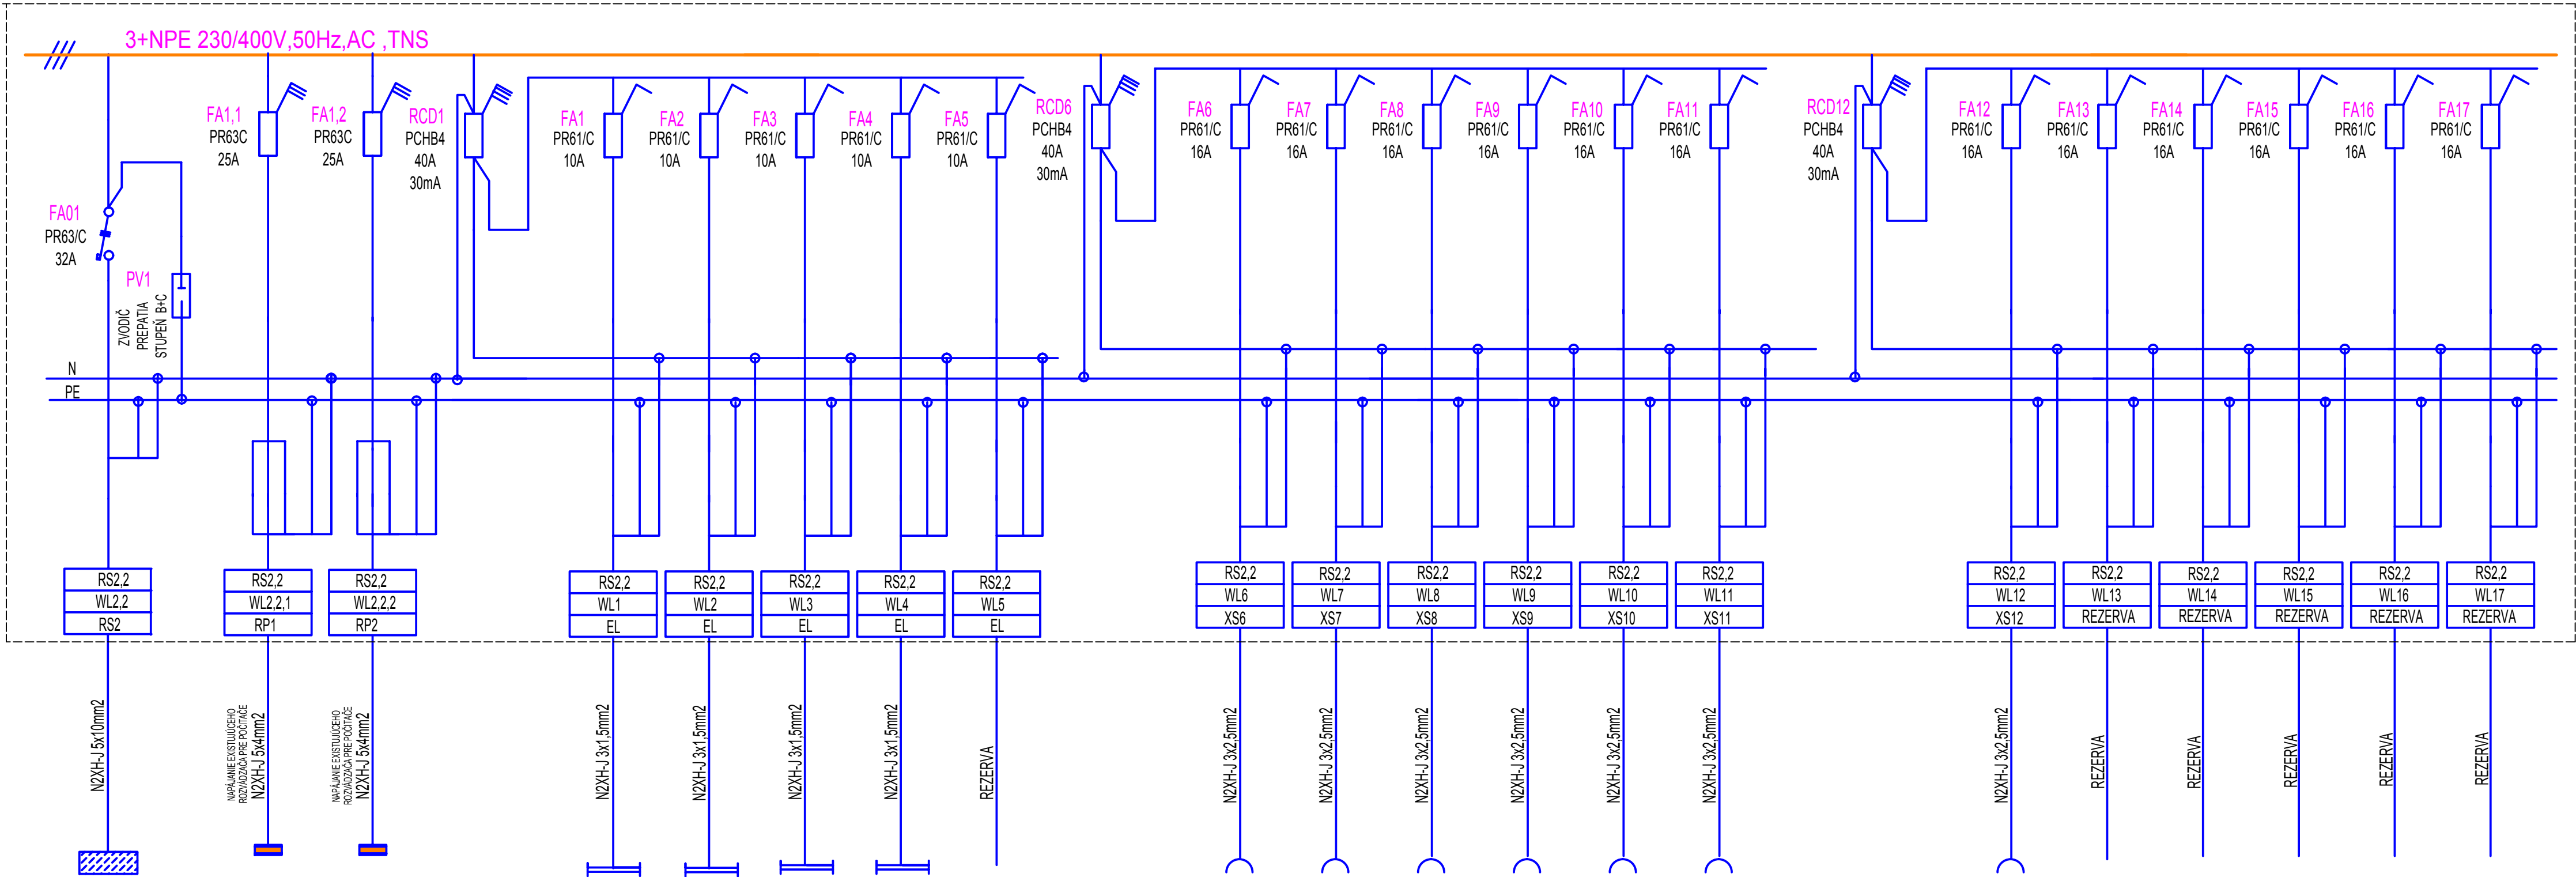 3+NPE 230/400V,50Hz,AC ,TNS
FA01
PR63/C
32A
PV1
ZVODIČ
PREPATIA
STUPEŇ B+C
FA1,1
PR63C
25A
FA1,2
PR63C
25A
RCD1
PCHB4
40A
30mA
FA1
PR61/C
10A
FA2
PR61/C
10A
FA3
PR61/C
10A
FA4
PR61/C
10A
FA5
PR61/C
10A
RCD6
PCHB4
40A
30mA
FA6
PR61/C
16A
FA7
PR61/C
16A
FA8
PR61/C
16A
FA9
PR61/C
16A
FA10
PR61/C
16A
FA11
PR61/C
16A
RCD12
PCHB4
40A
30mA
FA12
PR61/C
16A
FA13
PR61/C
16A
FA14
PR61/C
16A
FA15
PR61/C
16A
FA16
PR61/C
16A
FA17
PR61/C
16A
N
PE
RS2,2
WL2,2
RS2
RS2,2
WL2,2,1
RP1
RS2,2
WL2,2,2
RP2
RS2,2
WL1
EL
RS2,2
WL2
EL
RS2,2
WL3
EL
RS2,2
WL4
EL
RS2,2
WL5
EL
RS2,2
WL6
XS6
RS2,2
WL7
XS7
RS2,2
WL8
XS8
RS2,2
WL9
XS9
RS2,2
WL10
XS10
RS2,2
WL11
XS11
RS2,2
WL12
XS12
RS2,2
WL13
REZERVA
RS2,2
WL14
REZERVA
RS2,2
WL15
REZERVA
RS2,2
WL16
REZERVA
RS2,2
WL17
REZERVA
N2XH-J 5x10mm2
NAPÁJANIE EXISTUJÚCEHO
ROZVÁDZAČA PRE POČÍTAČE
N2XH-J 5x4mm2
NAPÁJANIE EXISTUJÚCEHO
ROZVÁDZAČA PRE POČÍTAČE
N2XH-J 5x4mm2
N2XH-J 3x1,5mm2
N2XH-J 3x1,5mm2
N2XH-J 3x1,5mm2
N2XH-J 3x1,5mm2
REZERVA
N2XH-J 3x2,5mm2
N2XH-J 3x2,5mm2
N2XH-J 3x2,5mm2
N2XH-J 3x2,5mm2
N2XH-J 3x2,5mm2
N2XH-J 3x2,5mm2
N2XH-J 3x2,5mm2
REZERVA
REZERVA
REZERVA
REZERVA
REZERVA